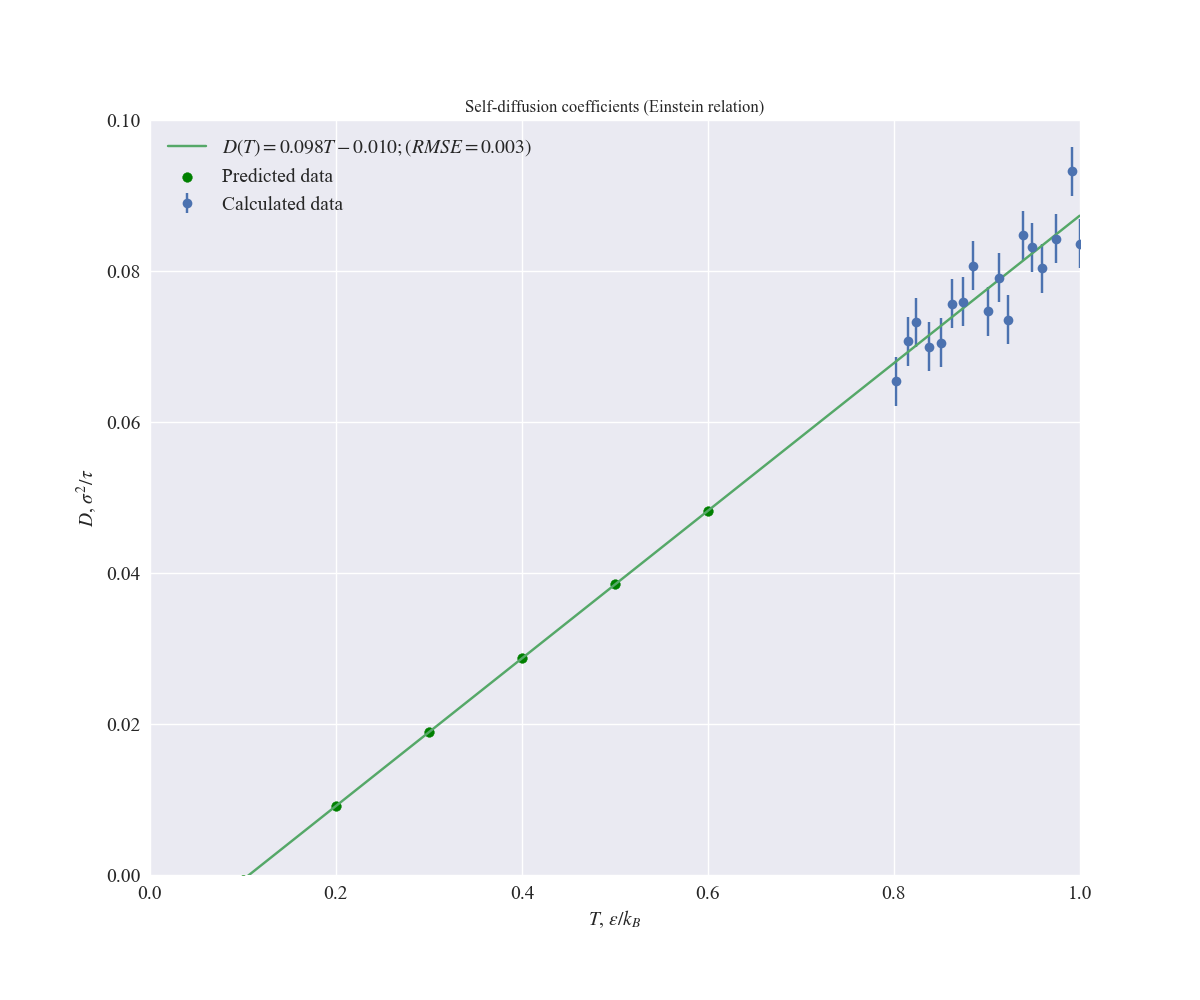 Self-diffusion coefficients (Einstein relation)
0.10
D(T) = 0.098T − 0.010; (RMSE = 0.003)
Predicted data
Calculated data
0.08
0.06
D, σ²/τ
0.04
0.02
0.00
0.0 0.2 0.4 0.6 0.8 1.0
T, ε/k_B